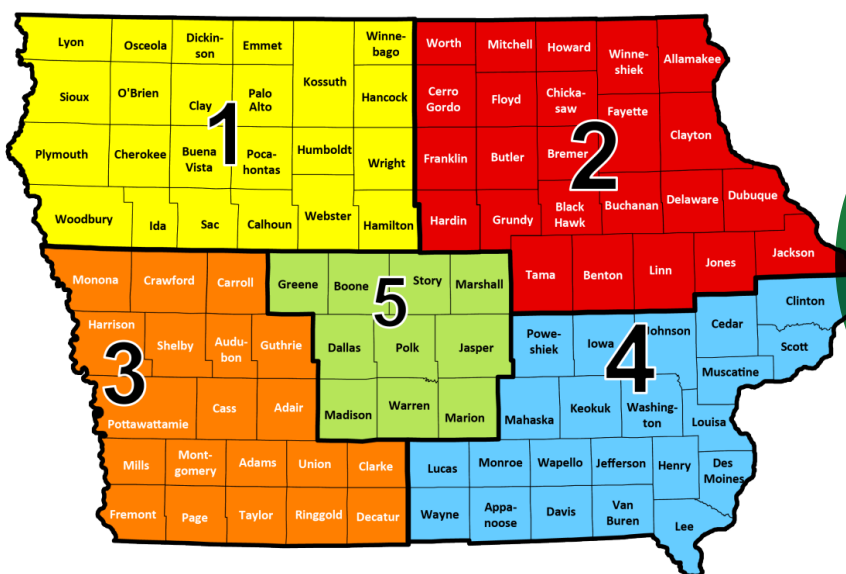 Lyon
Osceola
Dickin-
son
Emmet
Kossuth
Winne-
bago
Sioux
O'Brien
Clay
Palo
Alto
Hancock
1
Plymouth
Cherokee
Buena
Vista
Poca-
hontas
Humboldt
Wright
Woodbury
Ida
Sac
Calhoun
Webster
Hamilton
Worth
Mitchell
Howard
Winne-
shiek
Allamakee
Cerro
Gordo
Floyd
Chicka-
saw
Fayette
Clayton
2
Franklin
Butler
Bremer
Hardin
Grundy
Black
Hawk
Buchanan
Delaware
Dubuque
Tama
Benton
Linn
Jones
Jackson
Monona
Crawford
Carroll
Harrison
Shelby
Audu-
bon
Guthrie
3
Pottawattamie
Cass
Adair
Mills
Mont-
gomery
Adams
Union
Clarke
Fremont
Page
Taylor
Ringgold
Decatur
Greene
Boone
Story
Marshall
5
Dallas
Polk
Jasper
Madison
Warren
Marion
Powe-
shiek
Iowa
Johnson
Cedar
Clinton
Scott
4
Muscatine
Mahaska
Keokuk
Washing-
ton
Louisa
Lucas
Monroe
Wapello
Jefferson
Henry
Des
Moines
Wayne
Appa-
noose
Davis
Van
Buren
Lee